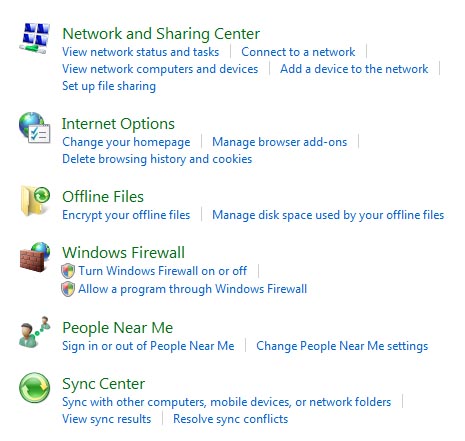 Network and Sharing Center
View network status and tasks Connect to a network
View network computers and devices Add a device to the network
Set up file sharing
Internet Options
Change your homepage Manage browser add-ons
Delete browsing history and cookies
Offline Files
Encrypt your offline files Manage disk space used by your offline files
Windows Firewall
Turn Windows Firewall on or off
Allow a program through Windows Firewall
People Near Me
Sign in or out of People Near Me Change People Near Me settings
Sync Center
Sync with other computers, mobile devices, or network folders
View sync results Resolve sync conflicts